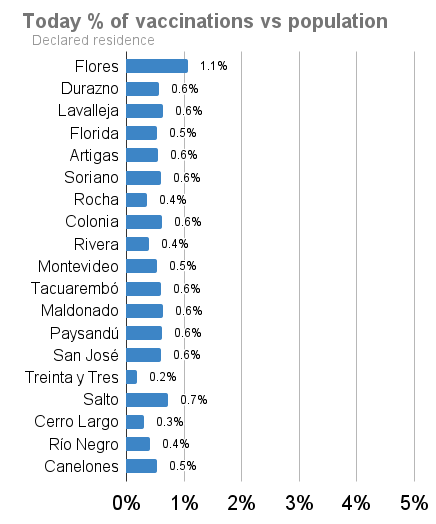 Today % of vaccinations vs population
Declared residence
Flores 1.1%
Durazno 0.6%
Lavalleja 0.6%
Florida 0.5%
Artigas 0.6%
Soriano 0.6%
Rocha 0.4%
Colonia 0.6%
Rivera 0.4%
Montevideo 0.5%
Tacuarembó 0.6%
Maldonado 0.6%
Paysandú 0.6%
San José 0.6%
Treinta y Tres 0.2%
Salto 0.7%
Cerro Largo 0.3%
Río Negro 0.4%
Canelones 0.5%
0% 1% 2% 3% 4% 5%